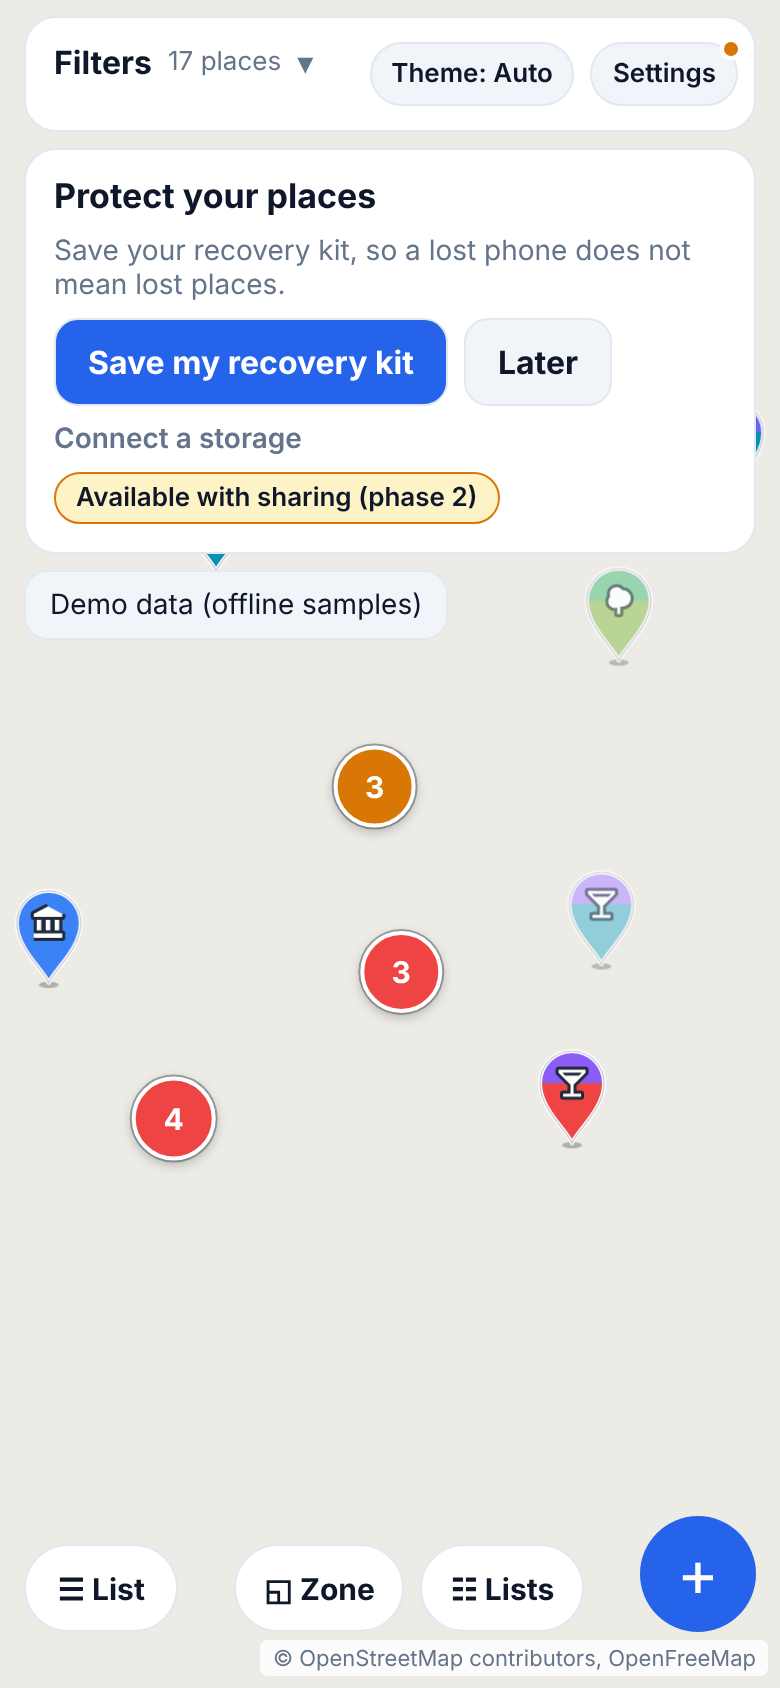 Filters 17 places ▼
Theme: Auto
Settings
Protect your places
Save your recovery kit, so a lost phone does not
mean lost places.
Save my recovery kit
Later
Connect a storage
Available with sharing (phase 2)
Demo data (offline samples)
3
3
4
List
Zone
Lists
+
© OpenStreetMap contributors, OpenFreeMap